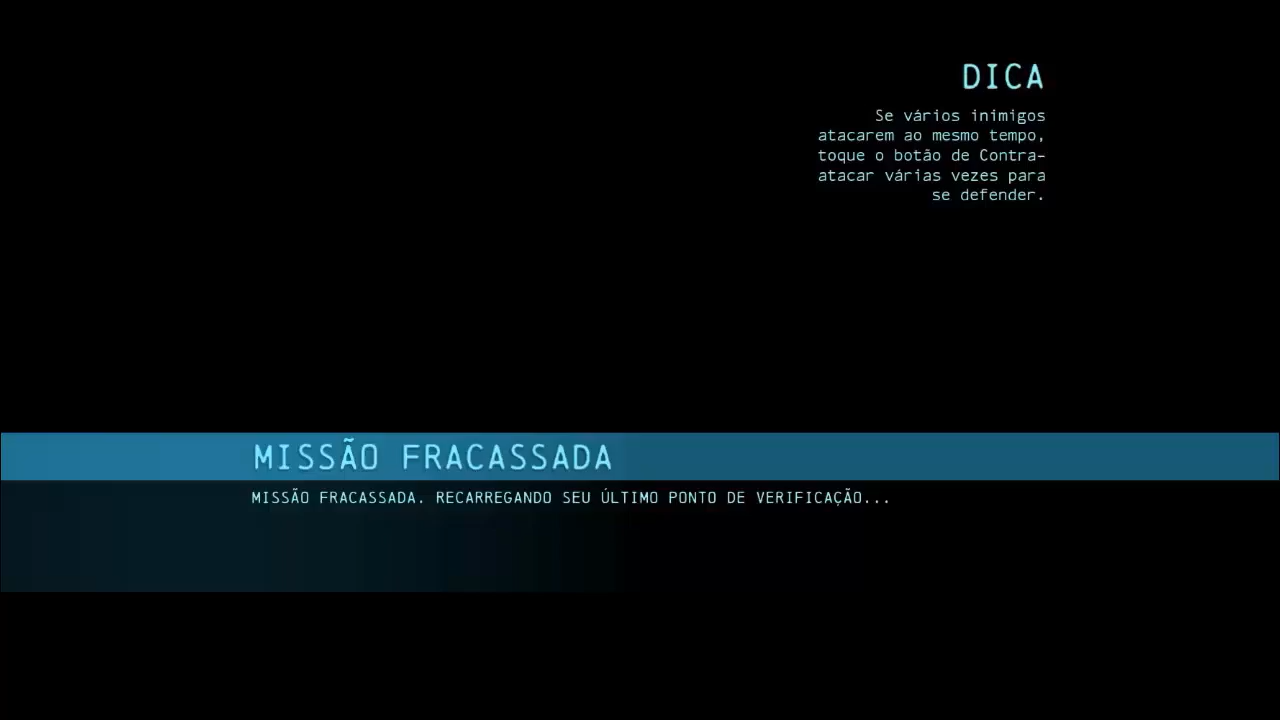 DICA
Se vários inimigos
atacarem ao mesmo tempo,
toque o botão de Contra-
atacar várias vezes para
se defender.
MISSÃO FRACASSADA
MISSÃO FRACASSADA. RECARREGANDO SEU ÚLTIMO PONTO DE VERIFICAÇÃO...